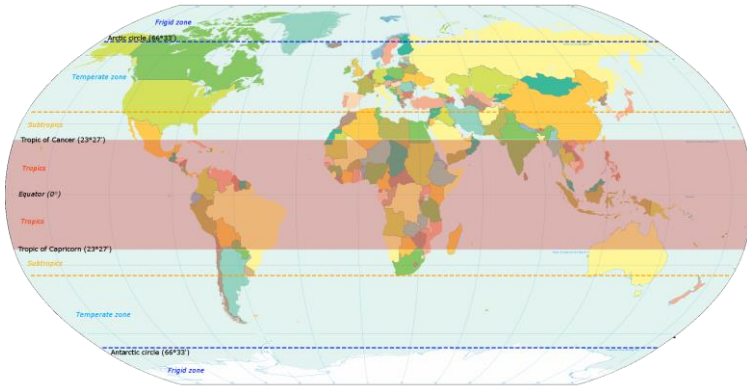 Frigid zone
Arctic circle (66°33')
Temperate zone
Subtropics
Tropic of Cancer (23°27')
Tropics
Equator (0°)
Tropics
Tropic of Capricorn (23°27')
Subtropics
Temperate zone
Antarctic circle (66°33')
Frigid zone